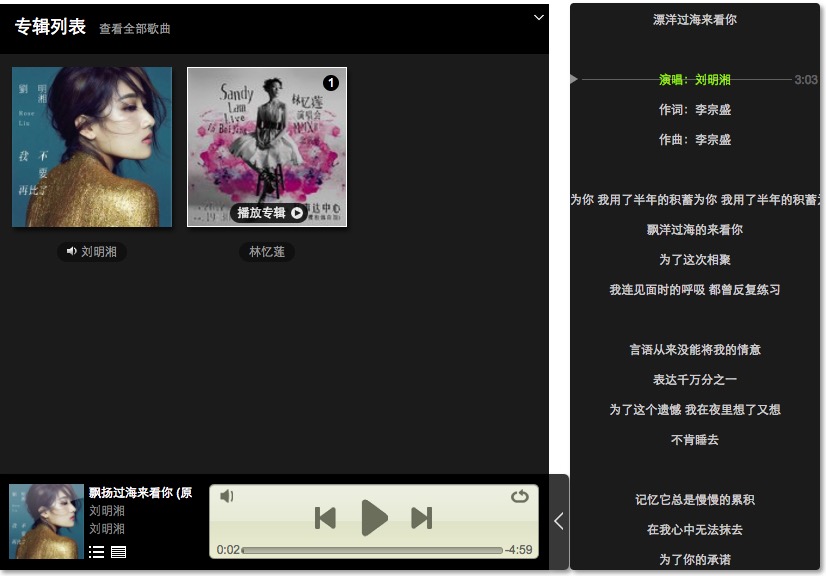 专辑列表 查看全部歌曲
劉明湘
Rose
Liu
我不要再比了
1
Sandy
Lam
Live
林忆莲
演唱会
MMXII
播放专辑
达中心
刘明湘
林忆莲
飘扬过海来看你 (原
刘明湘
刘明湘
0:02
-4:59
漂洋过海来看你
演唱：刘明湘
3:03
作词：李宗盛
作曲：李宗盛
为你 我用了半年的积蓄为你 我用了半年的积蓄
飘洋过海的来看你
为了这次相聚
我连见面时的呼吸 都曾反复练习
言语从来没能将我的情意
表达千万分之一
为了这个遗憾 我在夜里想了又想
不肯睡去
记忆它总是慢慢的累积
在我心中无法抹去
为了你的承诺